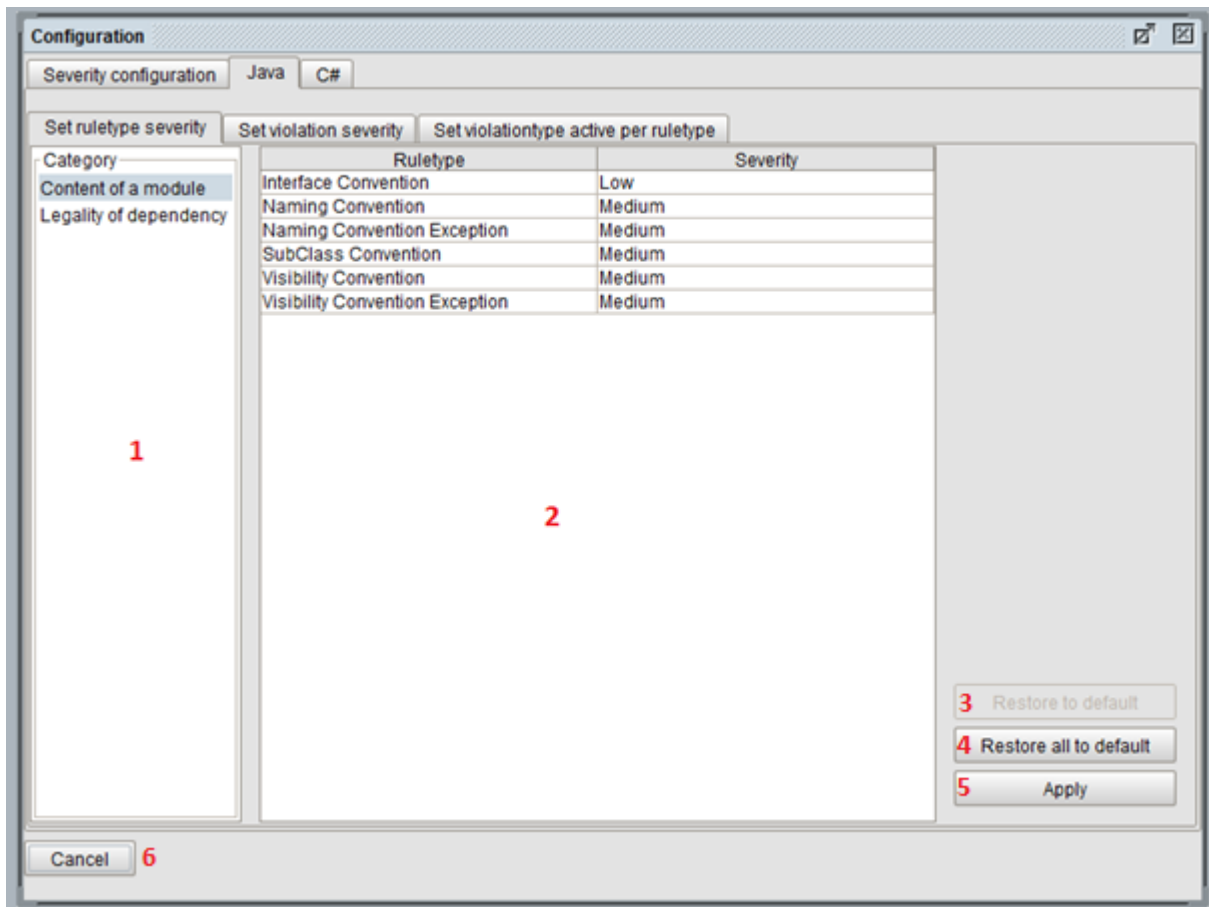 Configuration
Severity configuration Java C#
Set ruletype severity Set violation severity Set violationtype active per ruletype
Category Ruletype Severity
Content of a module Interface Convention Low
Legality of dependency Naming Convention Medium
Naming Convention Exception Medium
SubClass Convention Medium
Visibility Convention Medium
Visibility Convention Exception Medium
1
2
3 Restore to default
4 Restore all to default
5 Apply
Cancel 6